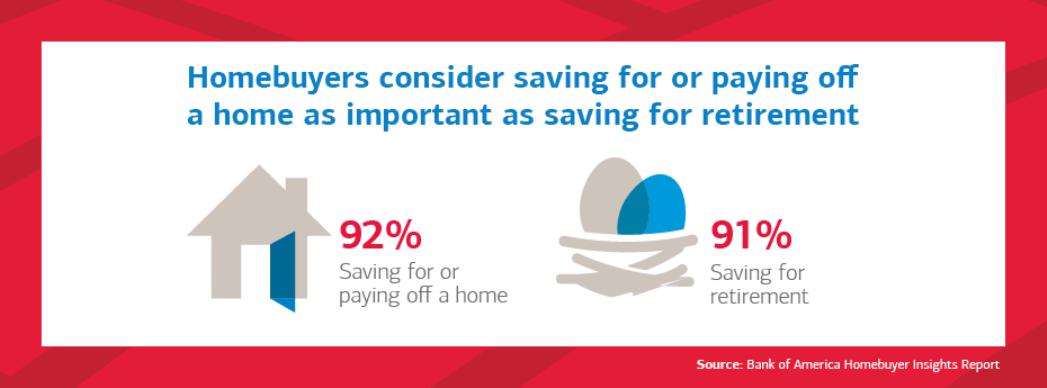 Homebuyers consider saving for or paying off
a home as important as saving for retirement
92%
Saving for or
paying off a home
91%
Saving for
retirement
Source: Bank of America Homebuyer Insights Report